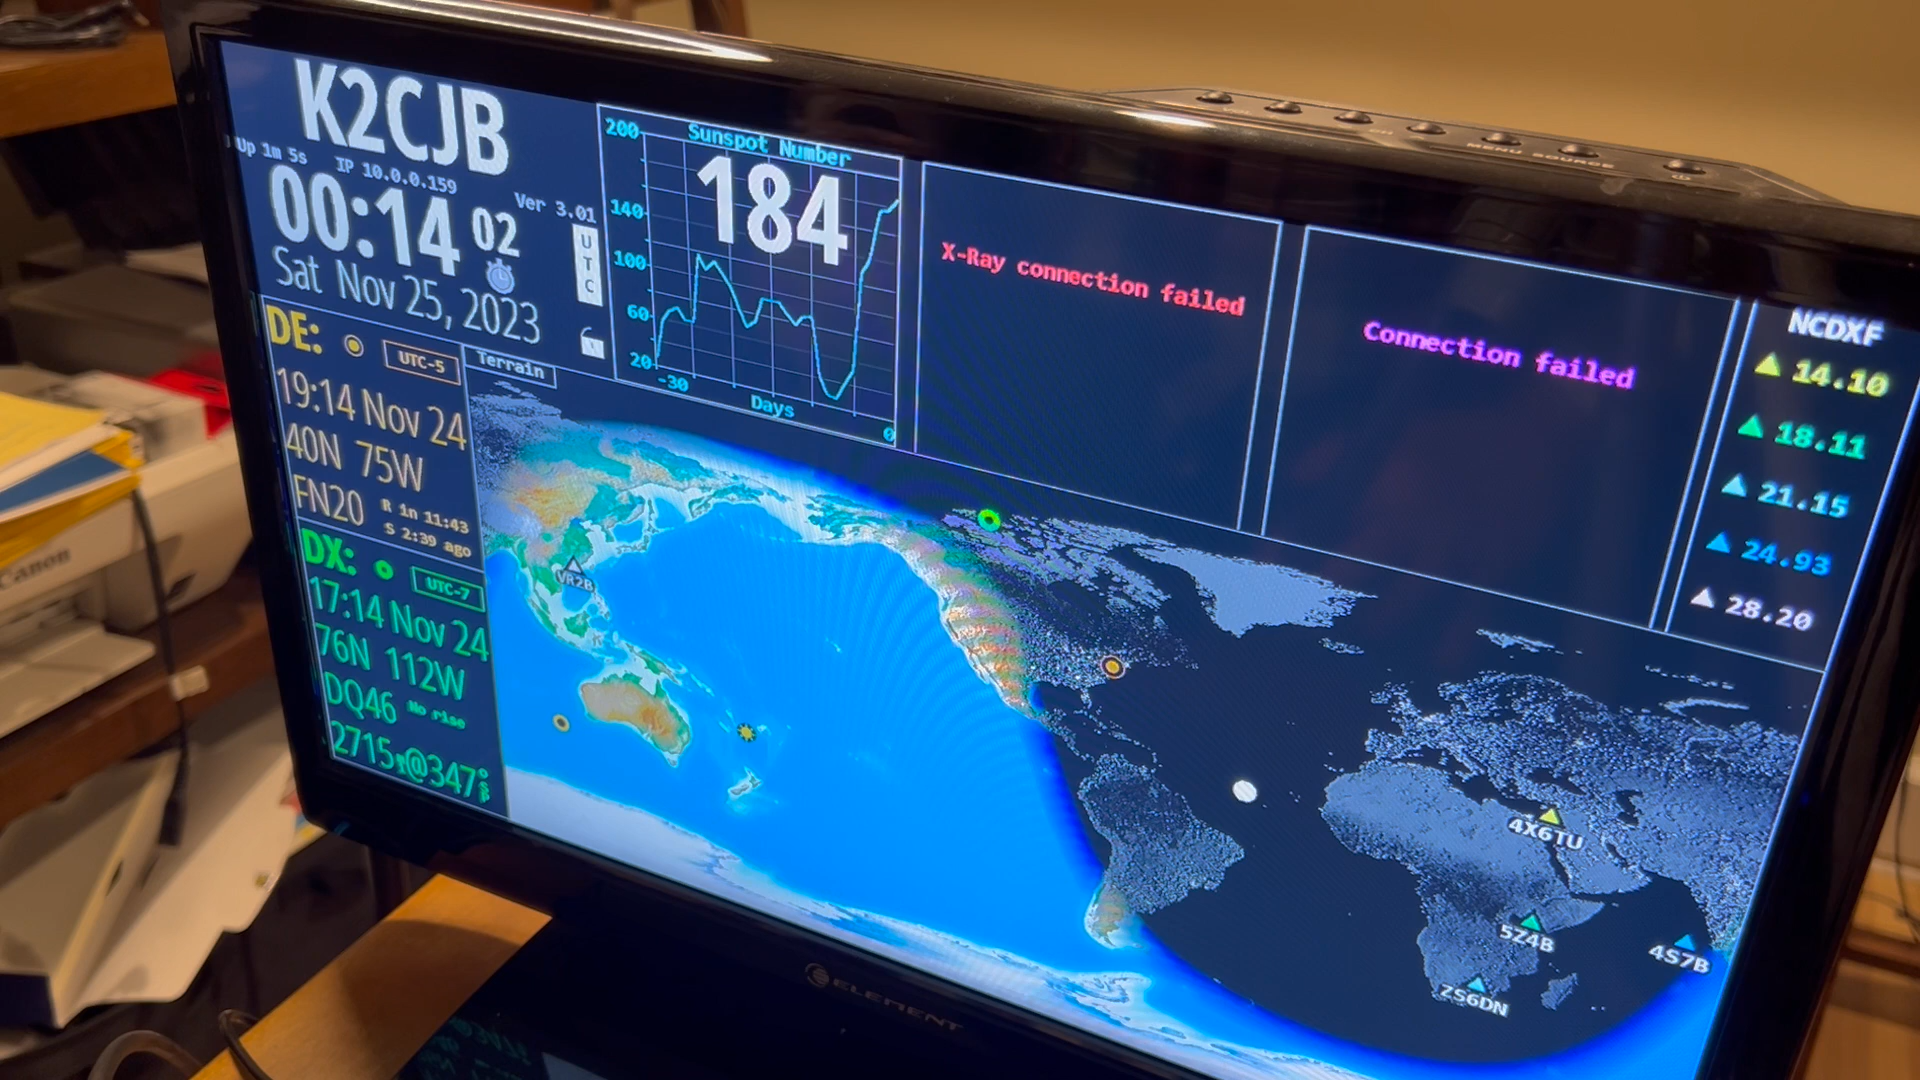 K2CJB
Up 1m 5s
IP 10.0.0.159
Ver 3.01
00:14 02
UTC
Sat Nov 25, 2023
Sunspot Number
184
200
140
100
60
20
-30
Days
0
X-Ray connection failed
Connection failed
NCDXF
14.10
18.11
21.15
24.93
28.20
DE:
UTC-5
19:14 Nov 24
40N 75W
FN20
R in 11:43
S 2:39 ago
DX:
UTC-7
17:14 Nov 24
76N 112W
DQ46
No rise
2715
@347°
Terrain
VR2B
4X6TU
5Z4B
4S7B
ZS6DN
MENU SOURCE
Canon
ELEMENT